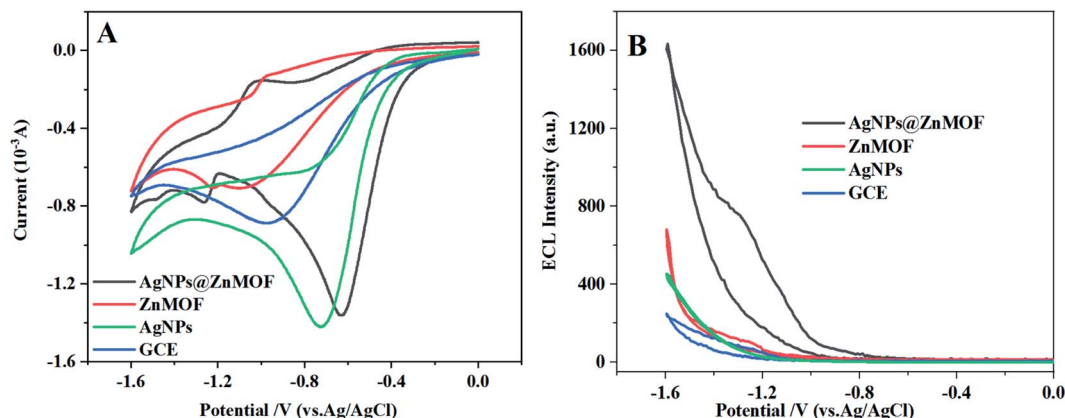 A
0.0
-0.4
-0.8
-1.2
-1.6
Current (10⁻³A)
AgNPs@ZnMOF
ZnMOF
AgNPs
GCE
-1.6 -1.2 -0.8 -0.4 0.0
Potential /V (vs.Ag/AgCl)
B
1600
1200
800
400
0
ECL Intensity (a.u.)
AgNPs@ZnMOF
ZnMOF
AgNPs
GCE
-1.6 -1.2 -0.8 -0.4 0.0
Potential /V (vs.Ag/AgCl)